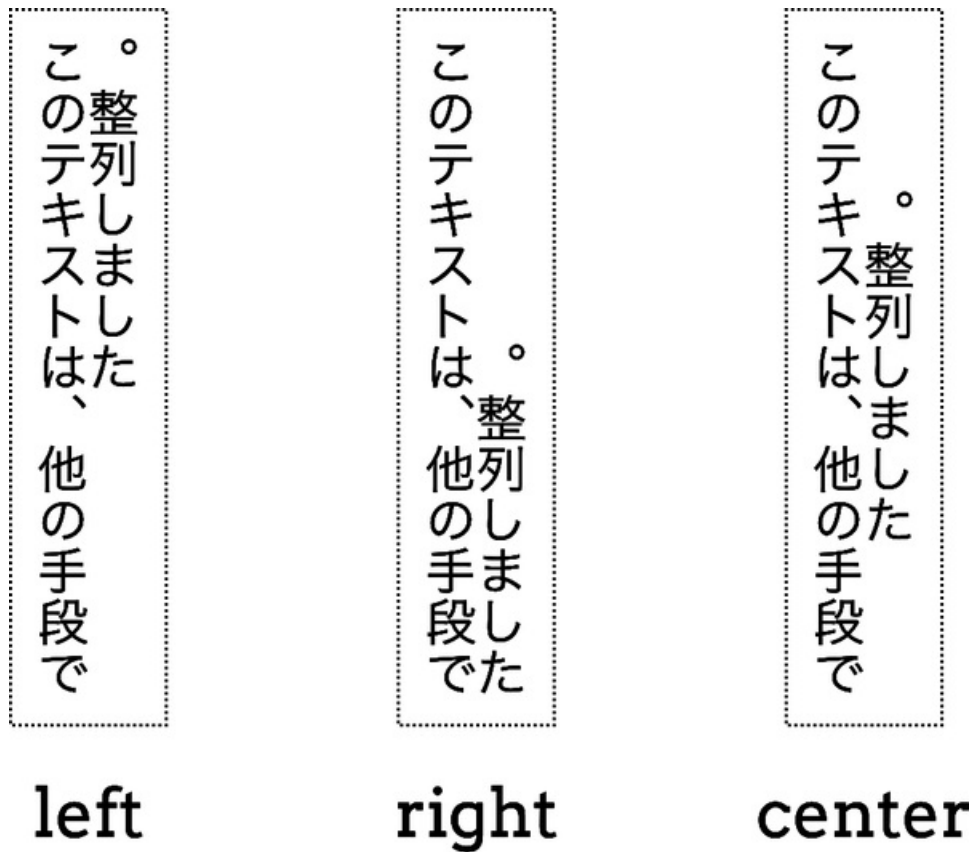 このテキストは、他の手段で
。整列しました
left
このテキストは、他の手段で
。整列しました
right
このテキストは、他の手段で
。整列しました
center